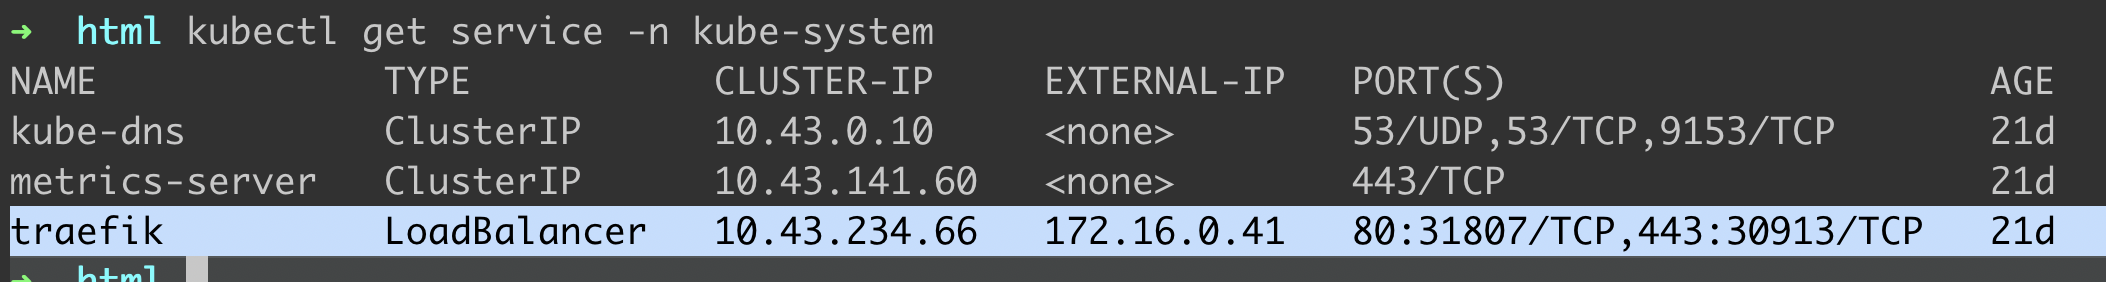 ➜  html kubectl get service -n kube-system
NAME             TYPE           CLUSTER-IP      EXTERNAL-IP   PORT(S)                      AGE
kube-dns         ClusterIP      10.43.0.10      <none>        53/UDP,53/TCP,9153/TCP       21d
metrics-server   ClusterIP      10.43.141.60    <none>        443/TCP                      21d
traefik          LoadBalancer   10.43.234.66    172.16.0.41   80:31807/TCP,443:30913/TCP   21d
➜  html